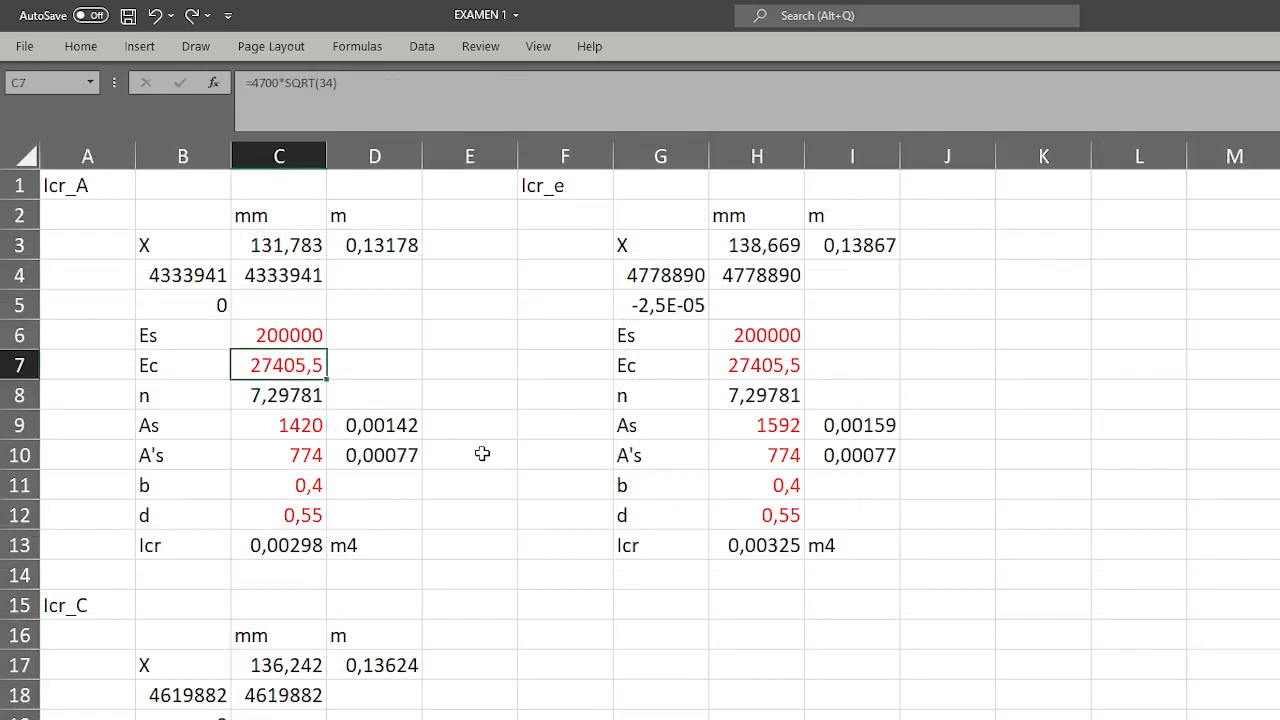 AutoSave Off EXAMEN 1 Search (Alt+Q)
File Home Insert Draw Page Layout Formulas Data Page Review View Help
C7 fx =4700*SQRT(34)
A B C D E F G H I J K L M
1 Icr_A Icr_e
2 mm m mm m
3 X 131,783 0,13178 X 138,669 0,13867
4 4333941 4333941 4778890 4778890
5 0 -2,5E-05
6 Es 200000 Es 200000
7 Ec 27405,5 Ec 27405,5
8 n 7,29781 n 7,29781
9 As 1420 0,00142 As 1592 0,00159
10 A's 774 0,00077 A's 774 0,00077
11 b 0,4 b 0,4
12 d 0,55 d 0,55
13 Icr 0,00298 m4 Icr 0,00325 m4
14
15 Icr_C
16 mm m
17 X 136,242 0,13624
18 4619882 4619882